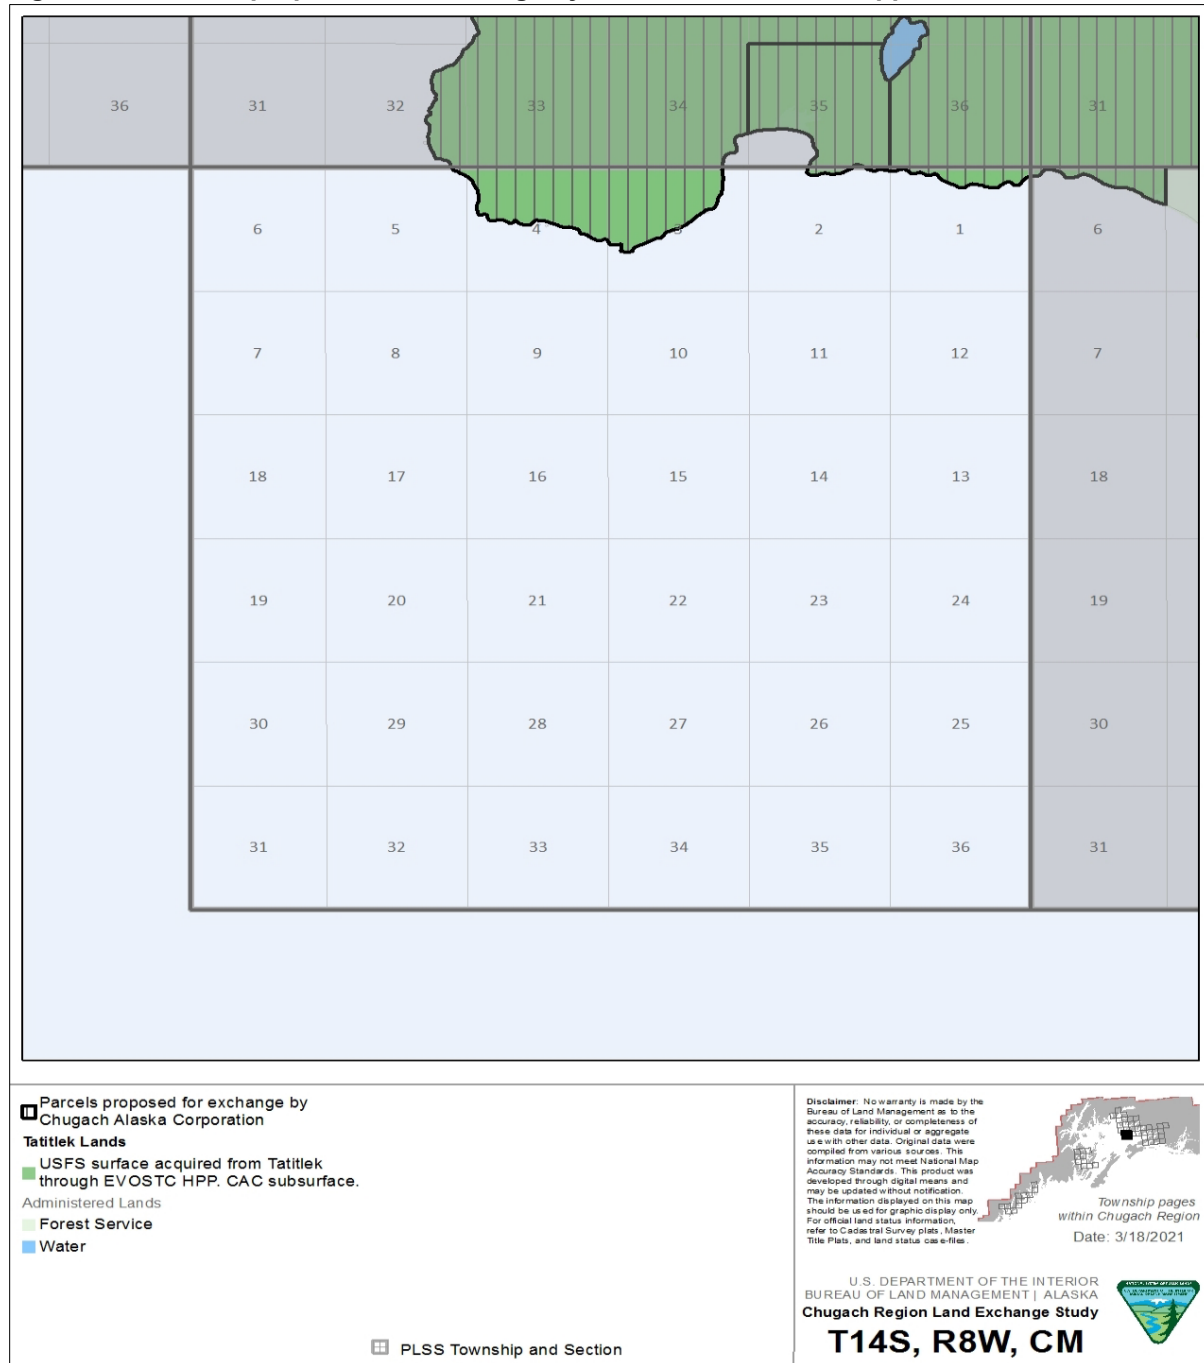 36 31 32 33 34 35 36 31
6 5 4 3 2 1 6
7 8 9 10 11 12 7
18 17 16 15 14 13 18
19 20 21 22 23 24 19
30 29 28 27 26 25 30
31 32 33 34 35 36 31
Parcels proposed for exchange by
Chugach Alaska Corporation
Tatitlek Lands
USFS surface acquired from Tatitlek
through EVOSTC HPP. CAC subsurface.
Administered Lands
Forest Service
Water
PLSS Township and Section
Disclaimer: No warranty is made by the
Bureau of Land Management as to the
accuracy, reliability, or completeness of
these data for individual or aggregate
use with other data. Original data were
compiled from various sources. This
information may not meet National Map
Accuracy Standards. This product was
developed through digital means and
may be updated without notification.
The information displayed on this map
should be used for graphic display only.
For official land status information,
refer to Cadastral Survey plats, Master
Title Plats, and land status case-files.
Township pages
within Chugach Region
Date: 3/18/2021
U.S. DEPARTMENT OF THE INTERIOR
BUREAU OF LAND MANAGEMENT | ALASKA
Chugach Region Land Exchange Study
T14S, R8W, CM